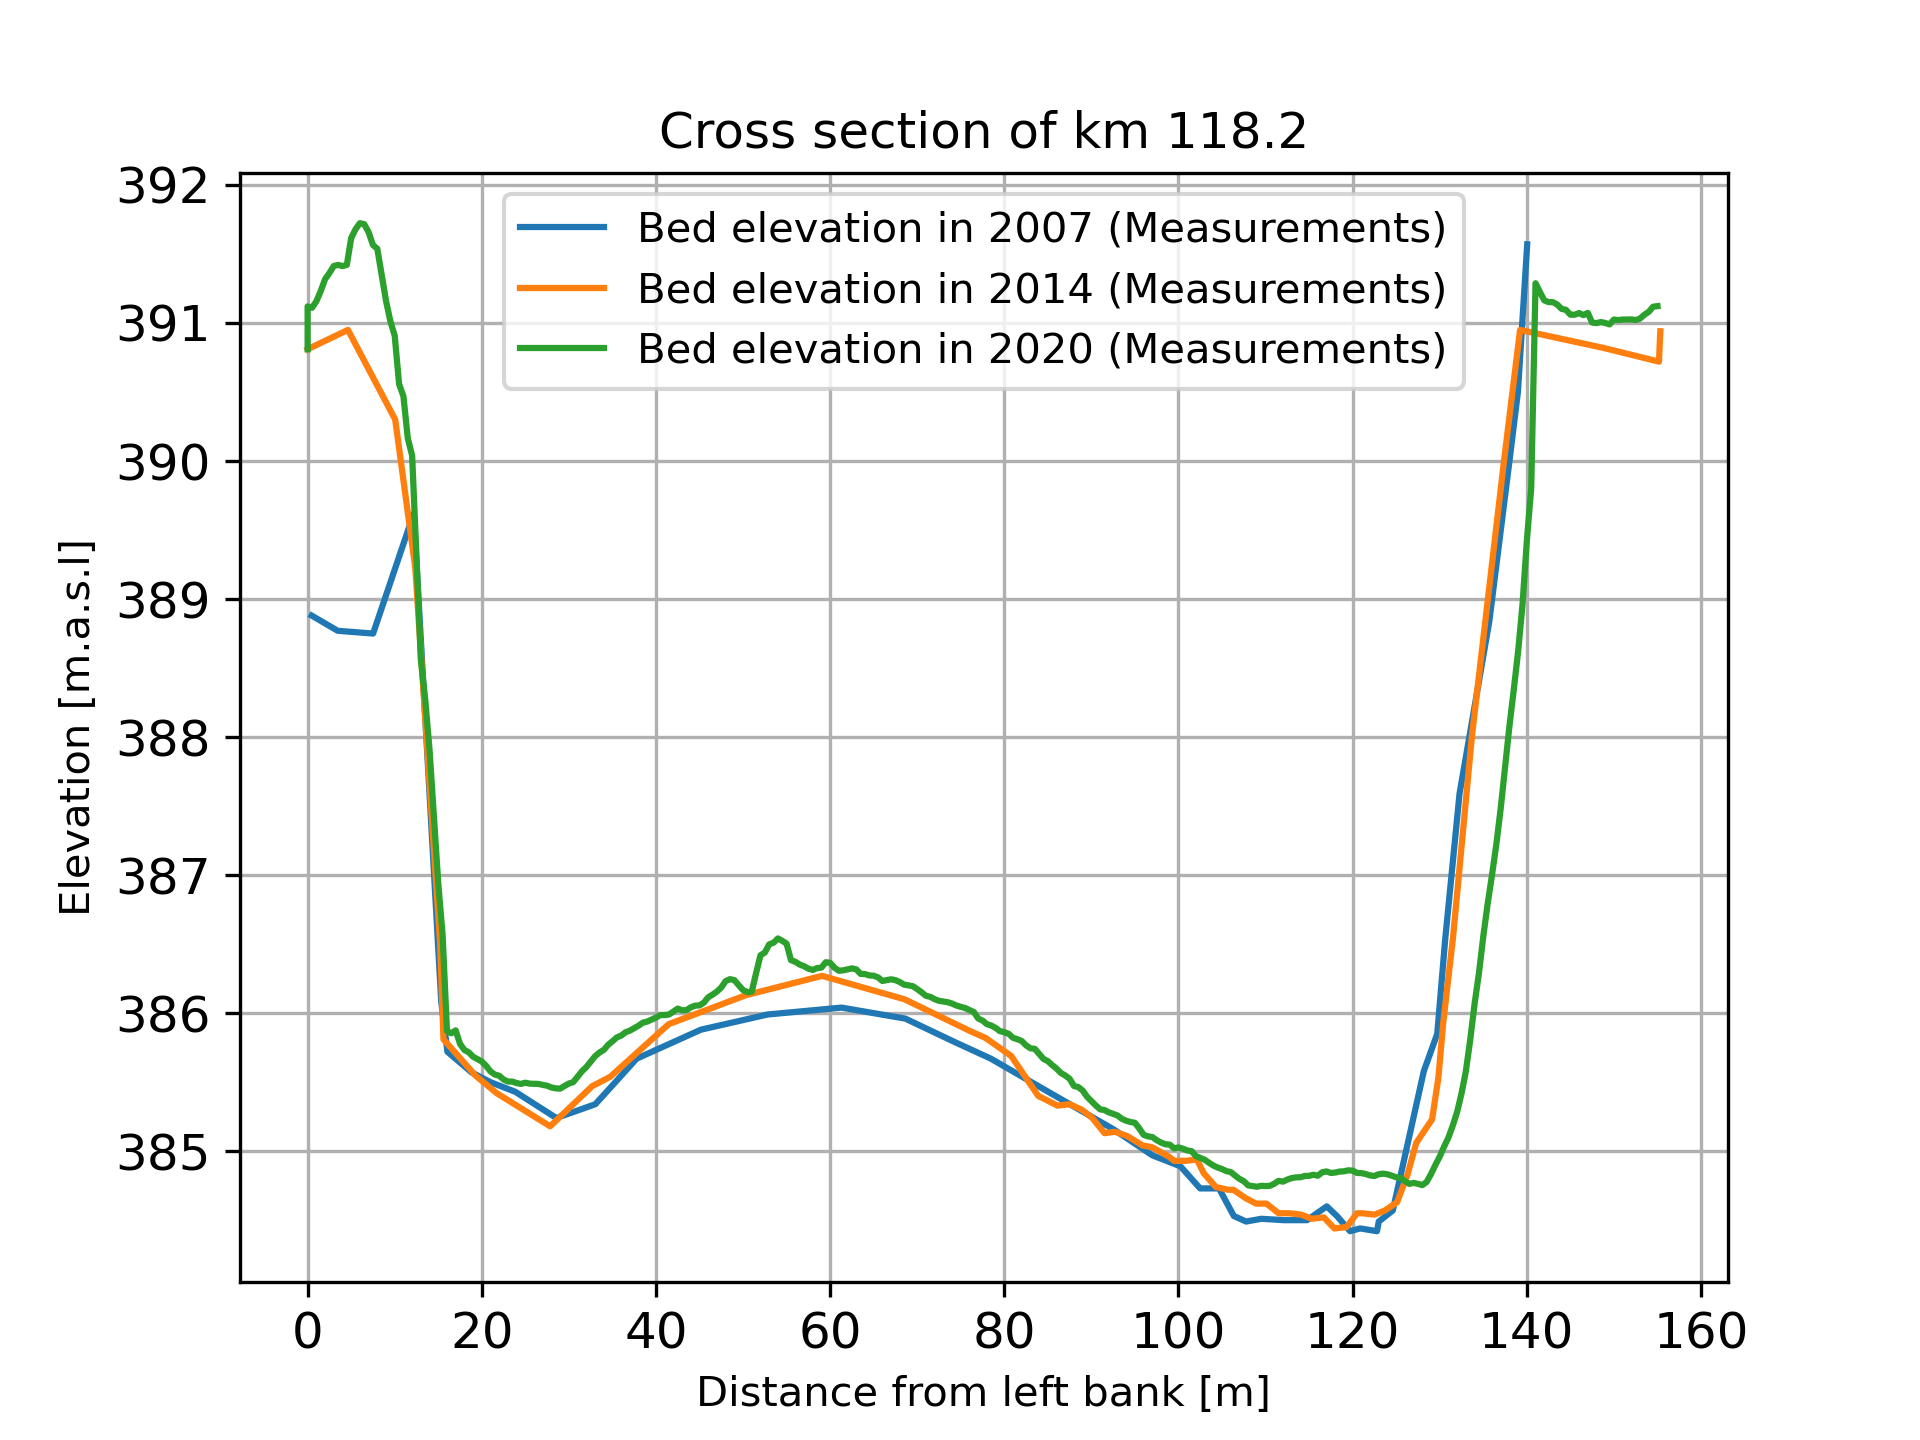 Cross section of km 118.2
Bed elevation in 2007 (Measurements)
Bed elevation in 2014 (Measurements)
Bed elevation in 2020 (Measurements)
Elevation [m.a.s.l]
392
391
390
389
388
387
386
385
0 20 40 60 80 100 120 140 160
Distance from left bank [m]